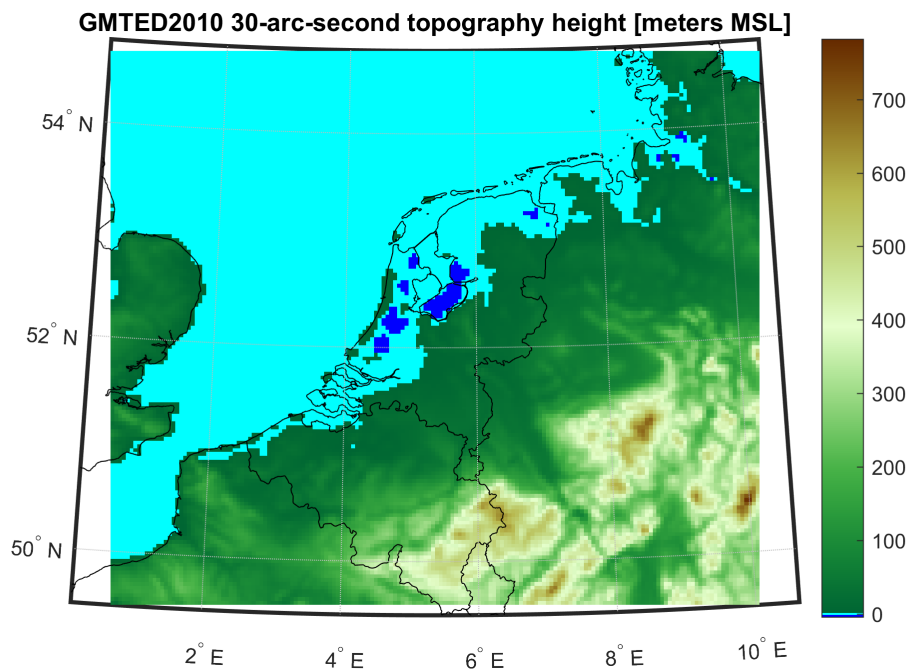 GMTED2010 30-arc-second topography height [meters MSL]
54° N
52° N
50° N
2° E
4° E
6° E
8° E
10° E
700
600
500
400
300
200
100
0